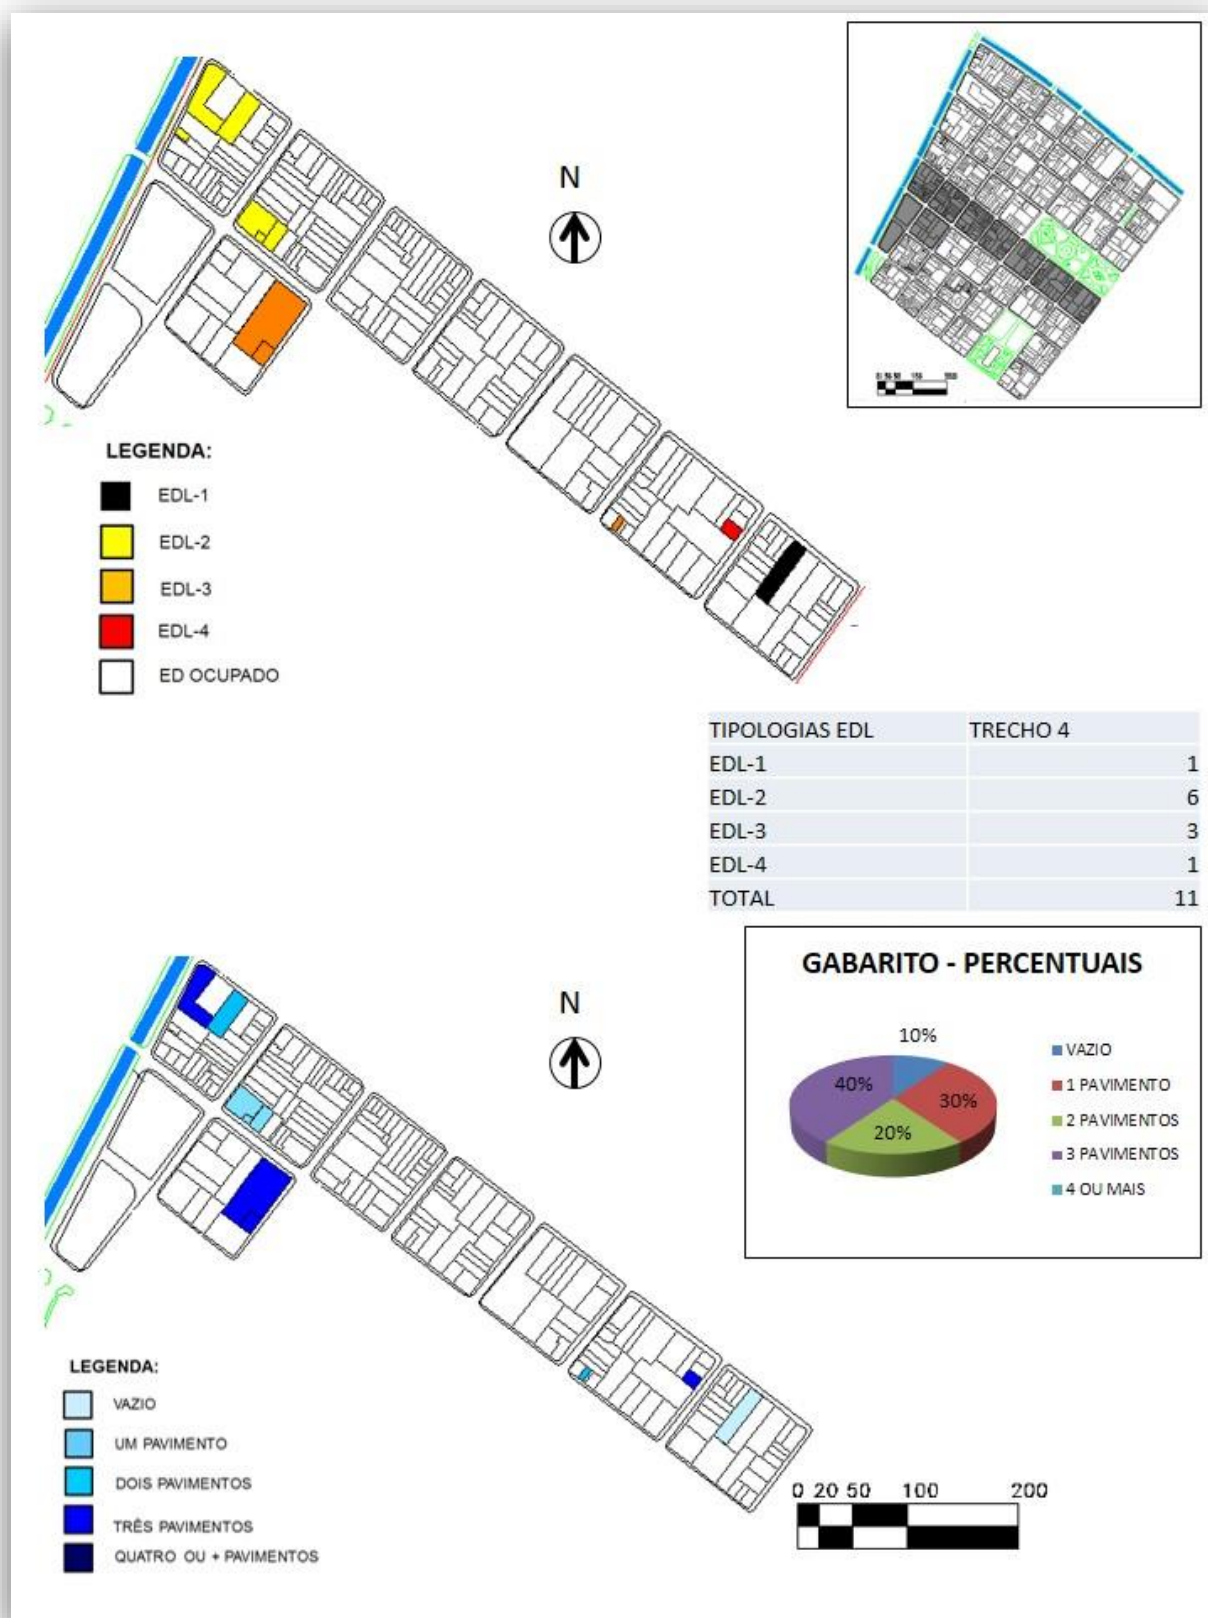 N
0 50
LEGENDA:
EDL-1
EDL-2
EDL-3
EDL-4
ED OCUPADO
TIPOLOGIAS EDL TRECHO 4
EDL-1 1
EDL-2 6
EDL-3 3
EDL-4 1
TOTAL 11
GABARITO - PERCENTUAIS
10%
40%
30%
20%
VAZIO
1 PAVIMENTO
2 PAVIMENTOS
3 PAVIMENTOS
4 OU MAIS
N
LEGENDA:
VAZIO
UM PAVIMENTO
DOIS PAVIMENTOS
TRÊS PAVIMENTOS
QUATRO OU + PAVIMENTOS
0 20 50 100 200